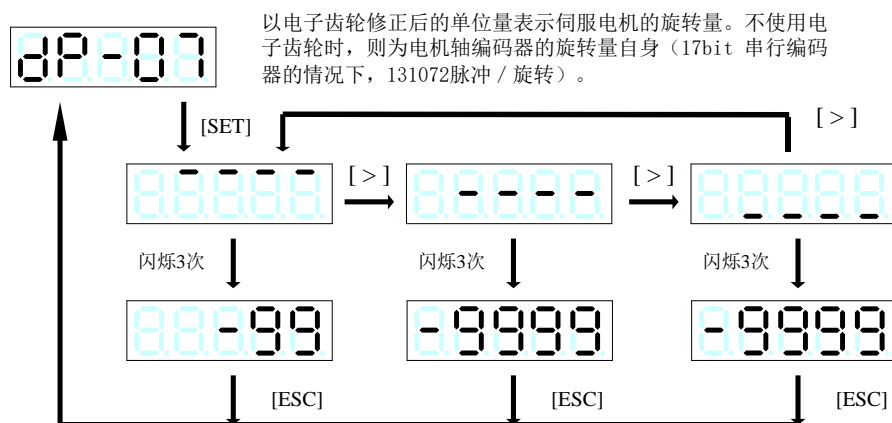 以电子齿轮修正后的单位量表示伺服电机的旋转量。不使用电
子齿轮时，则为电机轴编码器的旋转量自身（17bit 串行编码
器的情况下，131072脉冲／旋转）。
dP-07
[SET]
[ > ]
- - - -
[ > ]
- - - -
[ > ]
- - - -
闪烁3次
闪烁3次
闪烁3次
-99
-9999
-9999
[ESC]
[ESC]
[ESC]